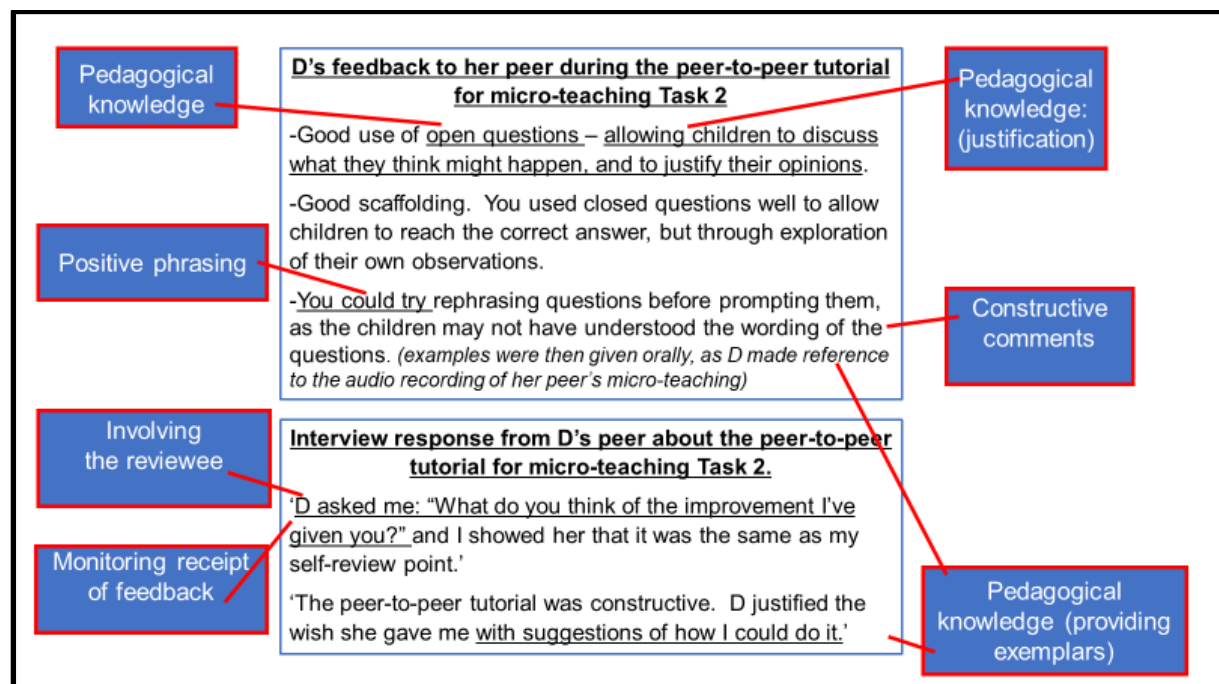 Pedagogical
knowledge
D's feedback to her peer during the peer-to-peer tutorial
for micro-teaching Task 2
-Good use of open questions – allowing children to discuss
what they think might happen, and to justify their opinions.
-Good scaffolding.  You used closed questions well to allow
children to reach the correct answer, but through exploration
of their own observations.
-You could try rephrasing questions before prompting them,
as the children may not have understood the wording of the
questions. (examples were then given orally, as D made reference
to the audio recording of her peer's micro-teaching)
Pedagogical
knowledge:
(justification)
Positive phrasing
Constructive
comments
Involving
the reviewee
Monitoring receipt
of feedback
Interview response from D's peer about the peer-to-peer
tutorial for micro-teaching Task 2.
'D asked me: "What do you think of the improvement I've
given you?" and I showed her that it was the same as my
self-review point.'
'The peer-to-peer tutorial was constructive.  D justified the
wish she gave me with suggestions of how I could do it.'
Pedagogical
knowledge (providing
exemplars)